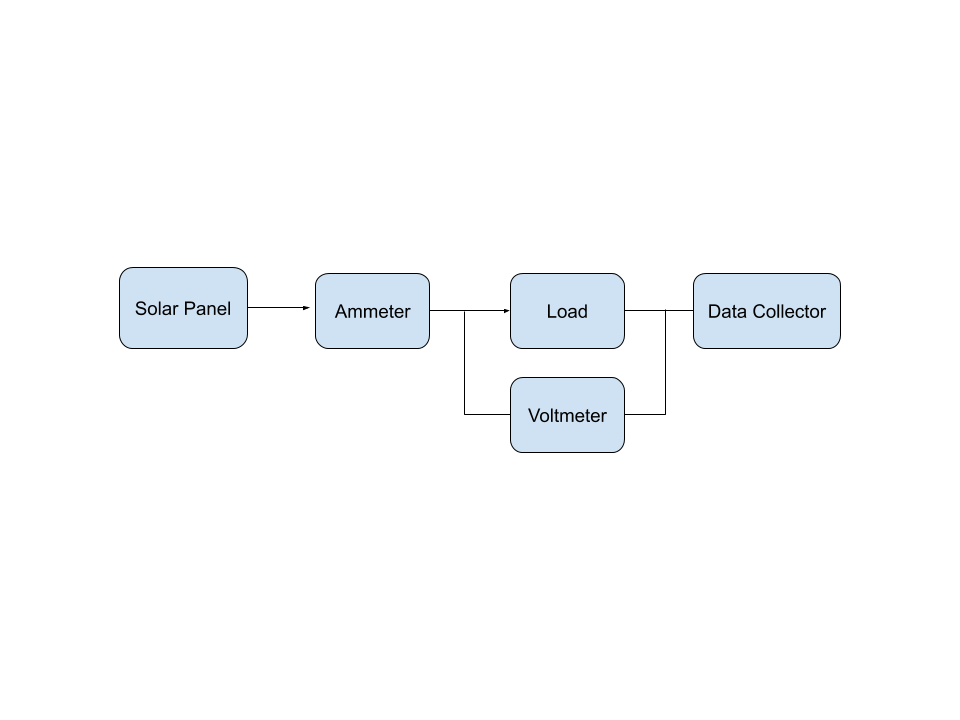 Solar Panel
Ammeter
Load
Data Collector
Voltmeter